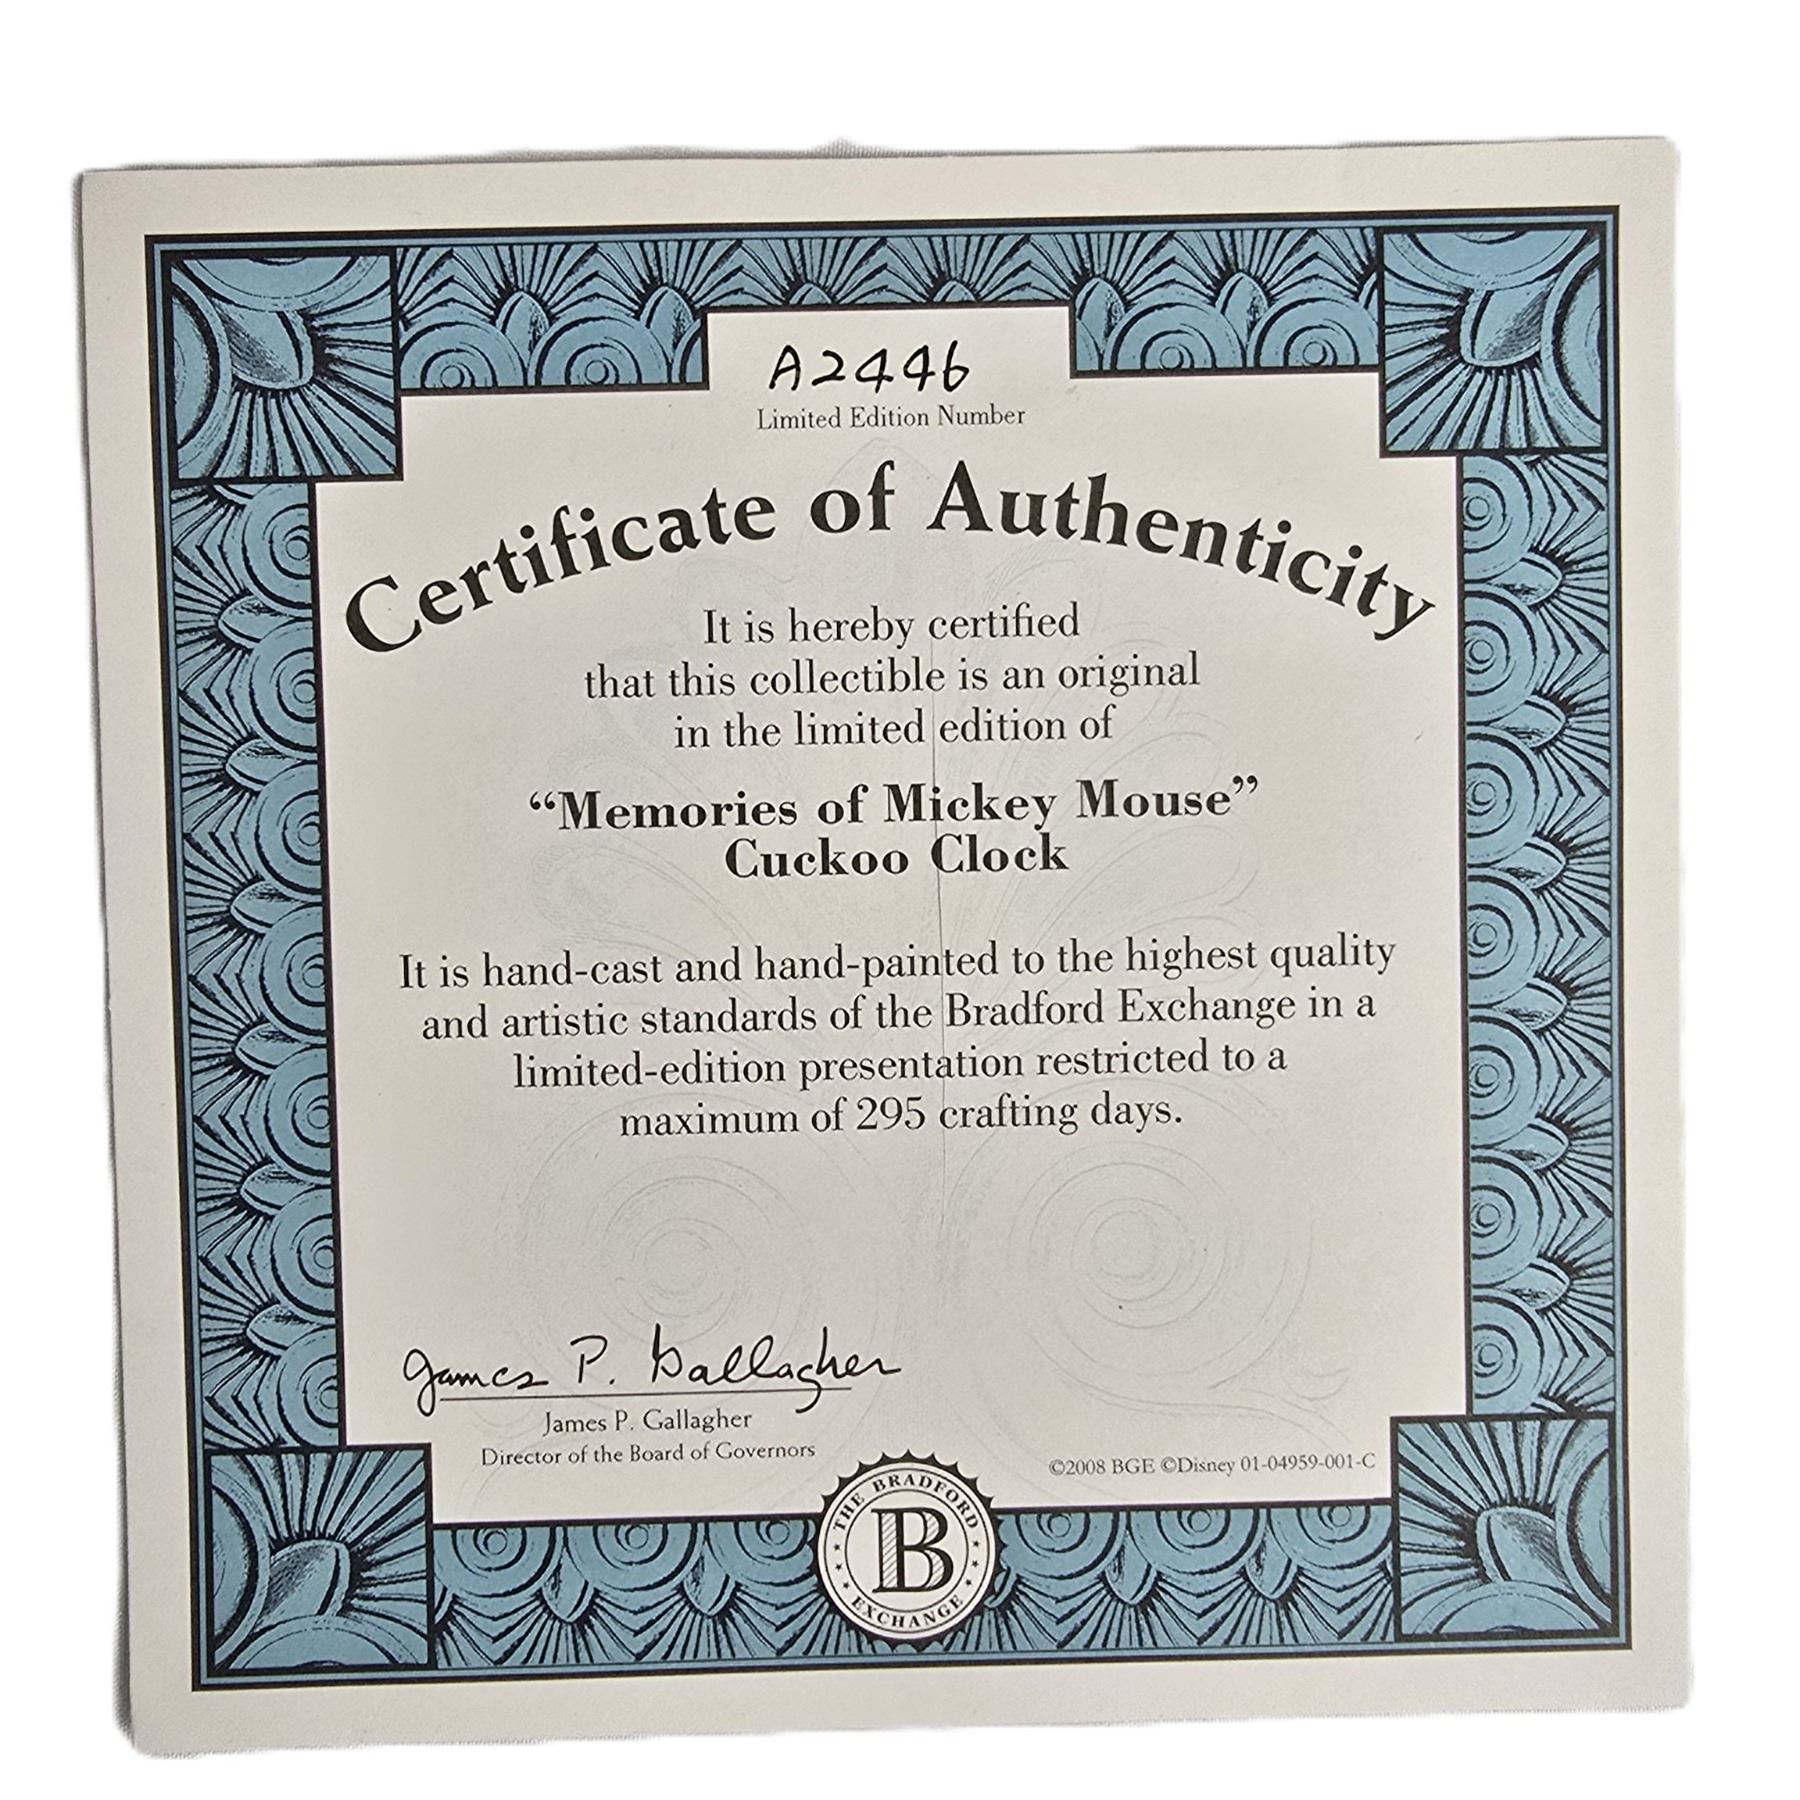 A2446
Limited Edition Number
Certificate of Authenticity
It is hereby certified
that this collectible is an original
in the limited edition of
“Memories of Mickey Mouse”
Cuckoo Clock
It is hand-cast and hand-painted to the highest quality
and artistic standards of the Bradford Exchange in a
limited-edition presentation restricted to a
maximum of 295 crafting days.
James P. Gallagher
James P. Gallagher
Director of the Board of Governors
©2008 BGE ©Disney 01-04959-001-C
THE BRADFORD
B
EXCHANGE